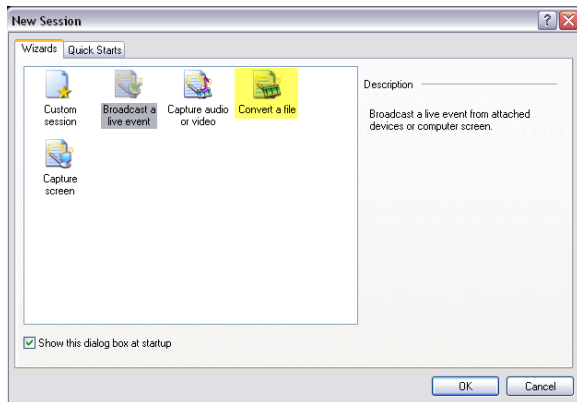 New Session
Wizards Quick Starts
Custom session
Broadcast a live event
Capture audio or video
Convert a file
Capture screen
Description
Broadcast a live event from attached
devices or computer screen.
Show this dialog box at startup
OK Cancel